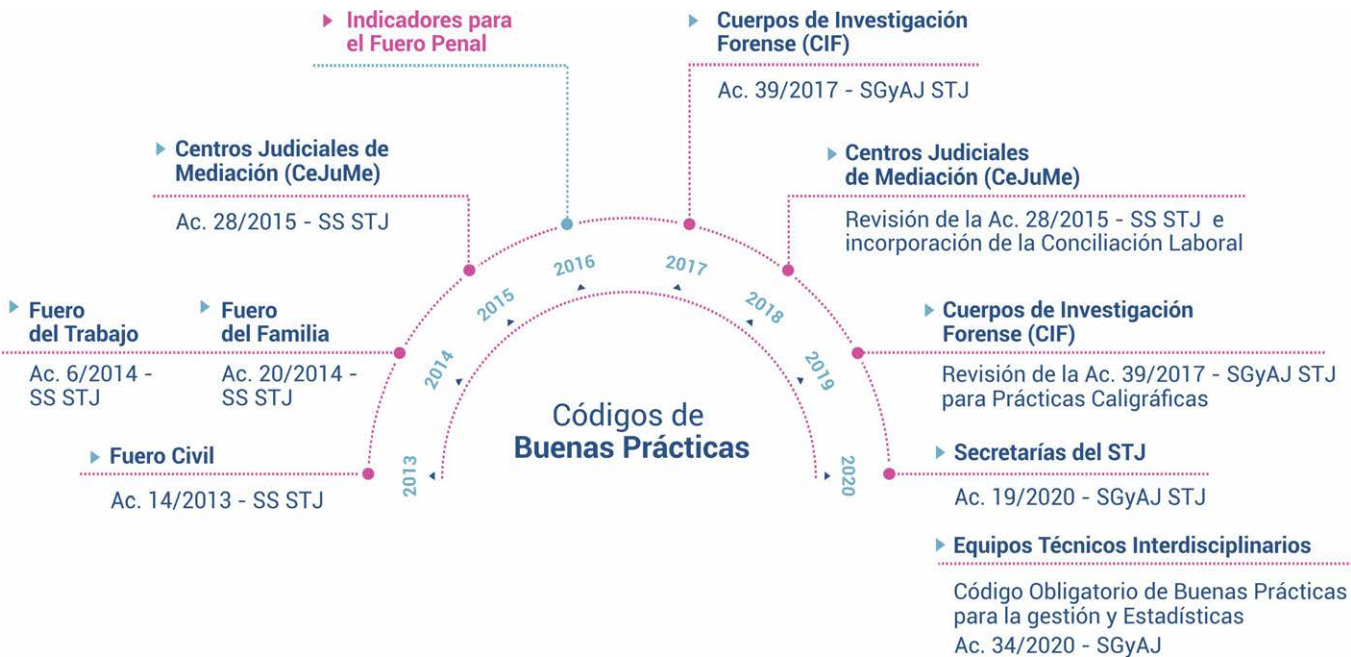 Indicadores para
el Fuero Penal
Cuerpos de Investigación
Forense (CIF)
Ac. 39/2017 - SGyAJ STJ
Centros Judiciales de
Mediación (CeJuMe)
Ac. 28/2015 - SS STJ
Centros Judiciales
de Mediación (CeJuMe)
Revisión de la Ac. 28/2015 - SS STJ e
incorporación de la Conciliación Laboral
Fuero
del Trabajo
Ac. 6/2014 -
SS STJ
Fuero
del Familia
Ac. 20/2014 -
SS STJ
Cuerpos de Investigación
Forense (CIF)
Revisión de la Ac. 39/2017 - SGyAJ STJ
para Prácticas Caligráficas
Fuero Civil
Ac. 14/2013 - SS STJ
2013
2014
2015
2016
2017
2018
2019
2020
Códigos de
Buenas Prácticas
Secretarías del STJ
Ac. 19/2020 - SGyAJ STJ
Equipos Técnicos Interdisciplinarios
Código Obligatorio de Buenas Prácticas
para la gestión y Estadísticas
Ac. 34/2020 - SGyAJ